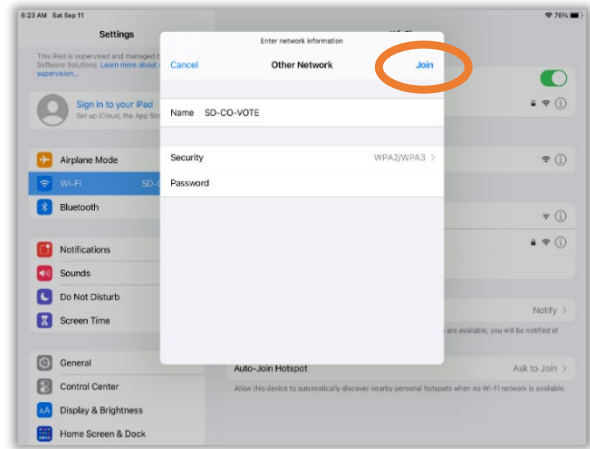 6:23 AM Sat Sep 11
76%
Settings
This iPad is supervised and managed
Software Solutions. Learn more about
supervision...
Sign in to your iPad
Set up iCloud, the App Sto
Airplane Mode
Wi-Fi SD-
Bluetooth
Notifications
Sounds
Do Not Disturb
Screen Time
General
Control Center
Display & Brightness
Home Screen & Dock
Enter network information
Cancel
Other Network
Join
Name SD-CO-VOTE
Security WPA2/WPA3
Password
Notify
are available, you will be notified of
Auto-Join Hotspot Ask to Join
Allow this device to automatically discover nearby personal hotspots when no Wi-Fi network is available.